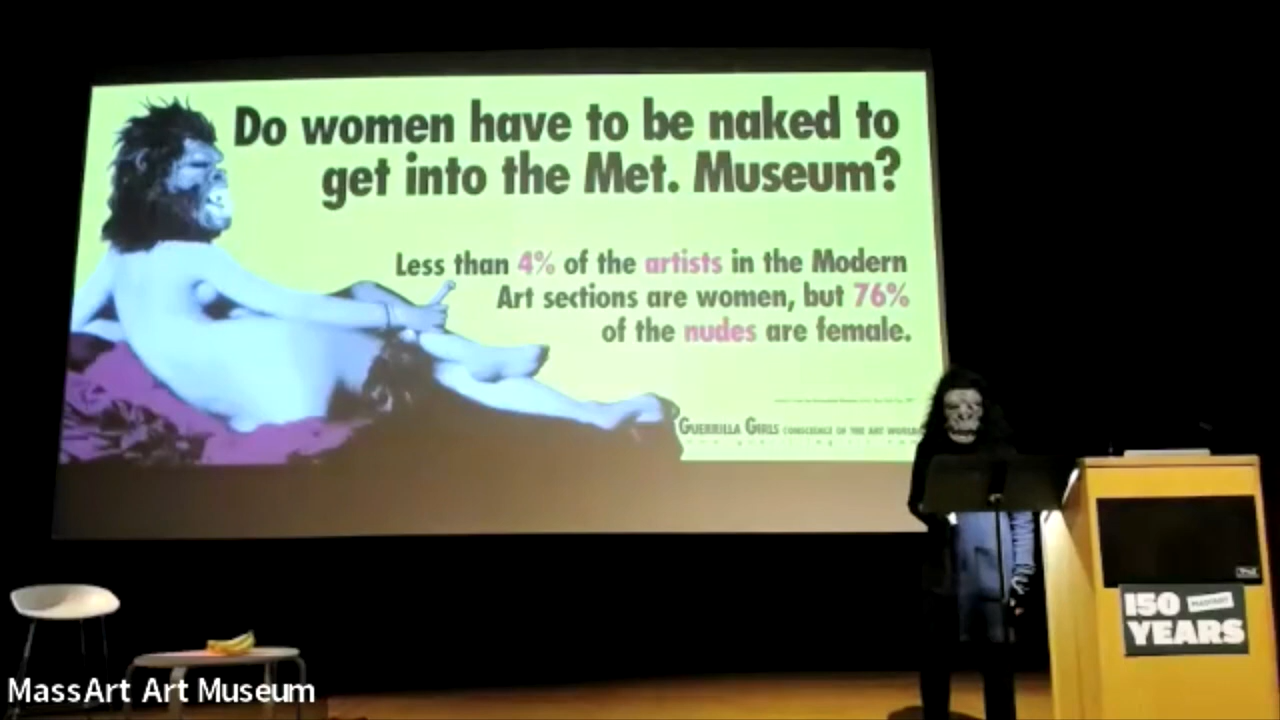 Do women have to be naked to
get into the Met. Museum?
Less than 4% of the artists in the Modern
Art sections are women, but 76%
of the nudes are female.
GUERRILLA GIRLS CONSCIENCE OF THE ART WORLD
150 MASSART
YEARS
MassArt Art Museum